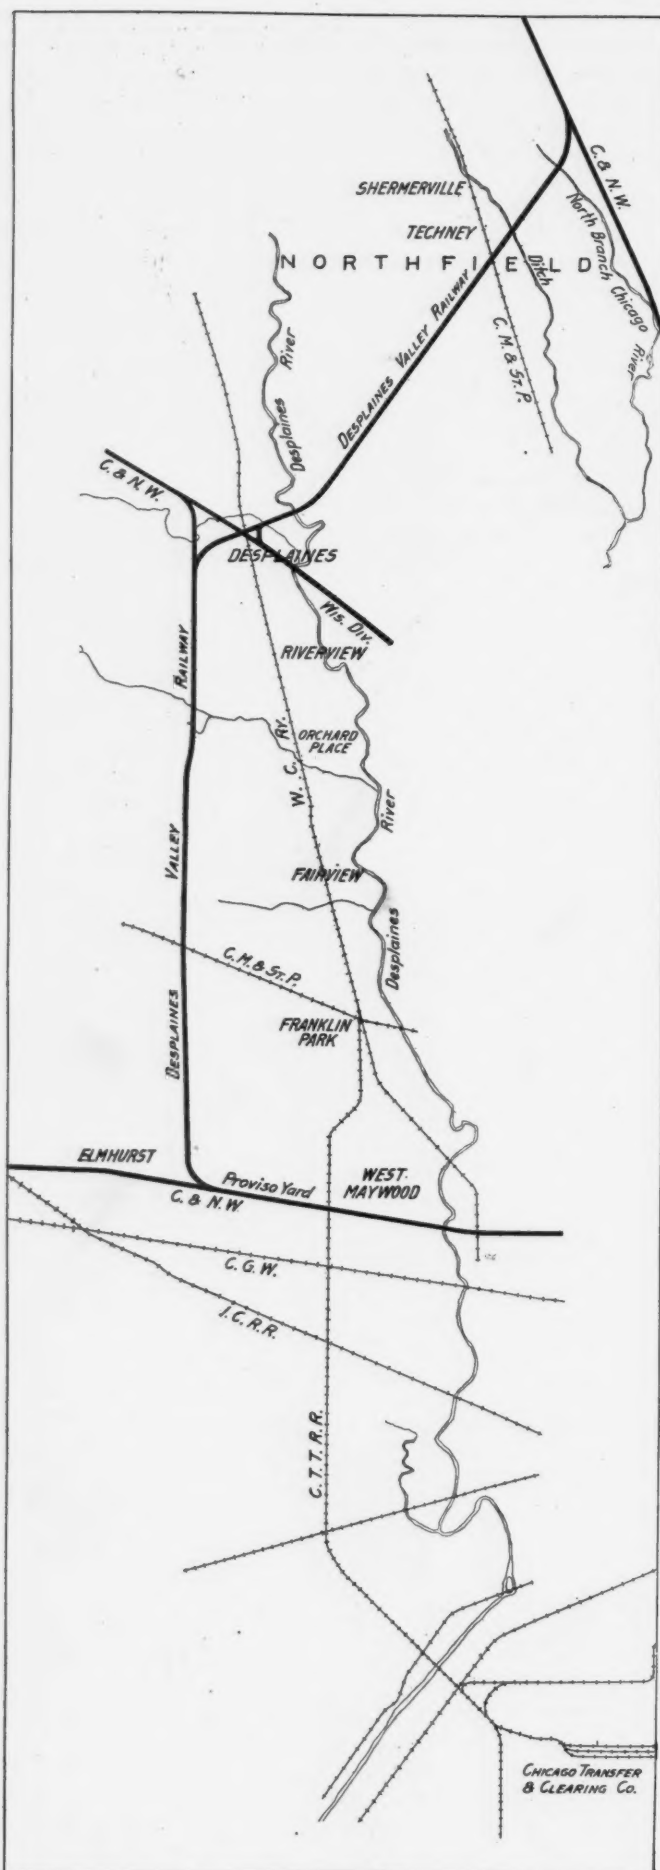 C. & N.W.
SHERMERVILLE
North Branch Chicago River
TECHNEY
NORTHFIELD
Ditch
DESPLAINES VALLEY RAILWAY
River
Desplaines
C. M. & ST. P.
C. & N. W.
DESPLAINES
WIS. DIV.
RIVERVIEW
RAILWAY
ORCHARD
PLACE
W. C. RY.
River
VALLEY
FAIRVIEW
Desplaines
C. M. & ST. P.
DESPLAINES
FRANKLIN
PARK
ELMHURST
Proviso Yard
WEST
MAYWOOD
C. & N.W.
C. G. W.
I. C. R. R.
C. T. T. R. R.
CHICAGO TRANSFER
& CLEARING CO.